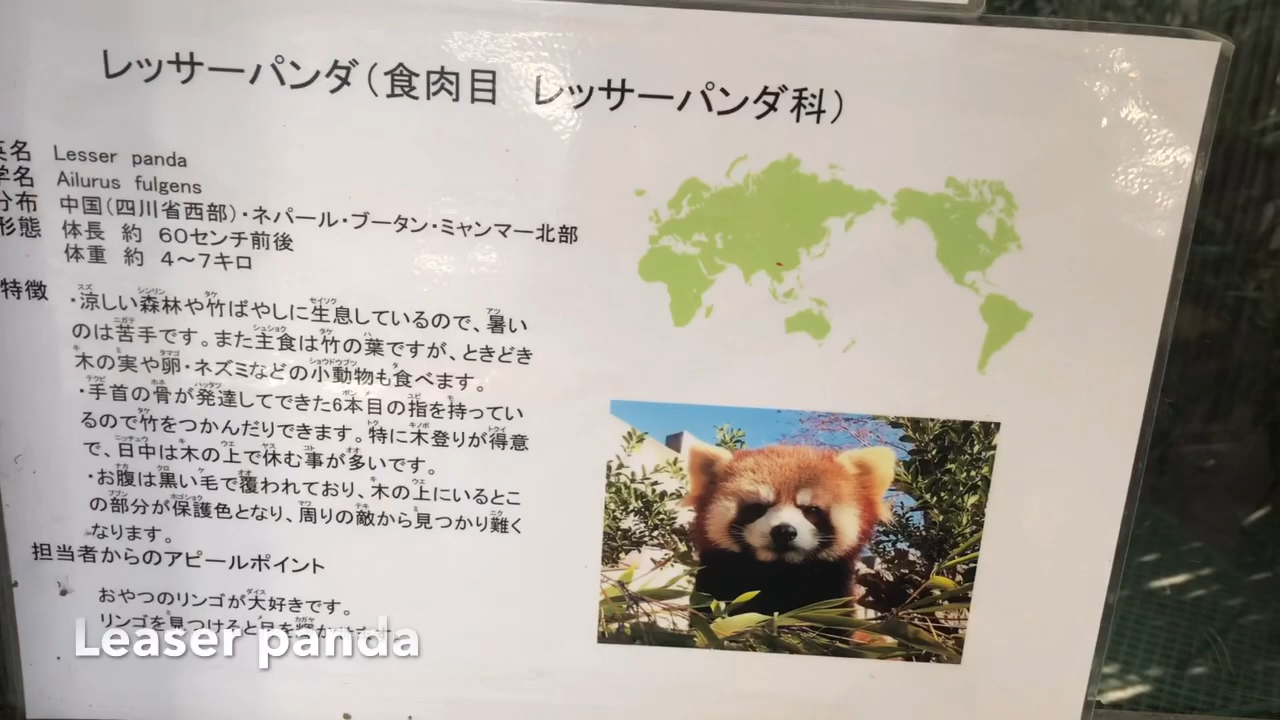 レッサーパンダ（食肉目　レッサーパンダ科）
英名　Lesser panda
学名　Ailurus fulgens
分布　中国（四川省西部）・ネパール・ブータン・ミャンマー北部
形態　体長　約　60センチ前後
体重　約　4～7キロ
特徴　・涼しい森林や竹ばやしに生息しているので、暑い
のは苦手です。また主食は竹の葉ですが、ときどき
木の実や卵・ネズミなどの小動物も食べます。
・手首の骨が発達してできた6本目の指を持ってい
るので竹をつかんだりできます。特に木登りが得意
で、日中は木の上で休む事が多いです。
・お腹は黒い毛で覆われており、木の上にいるとこ
の部分が保護色となり、周りの敵から見つかり難く
なります。
担当者からのアピールポイント
おやつのリンゴが大好きです。
リンゴを見つけると目を輝
Leaser panda